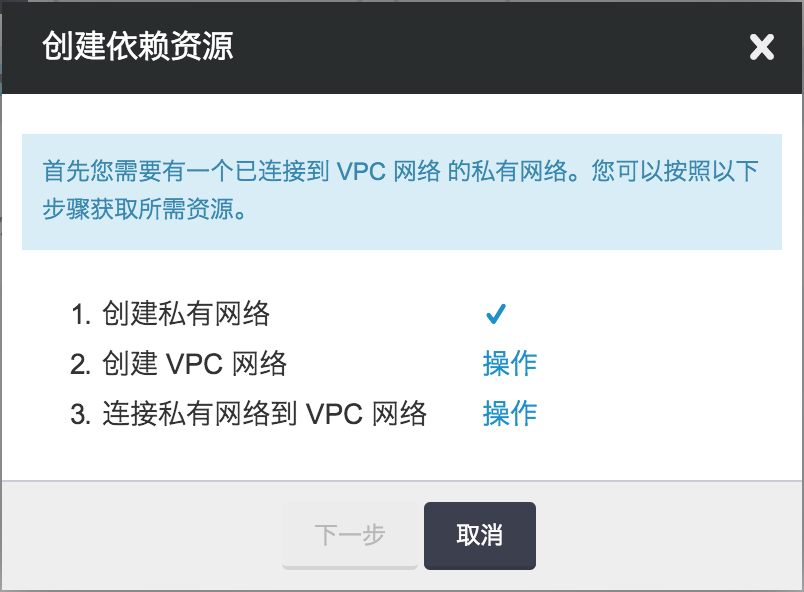 创建依赖资源
首先您需要有一个已连接到 VPC 网络 的私有网络。您可以按照以下
步骤获取所需资源。
1. 创建私有网络
2. 创建 VPC 网络 操作
3. 连接私有网络到 VPC 网络 操作
下一步 取消